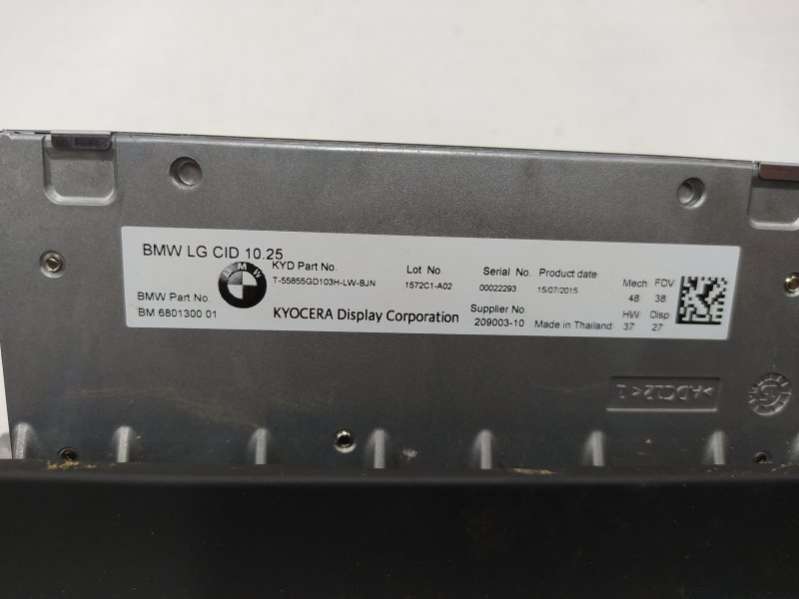 BMW LG CID 10.25
KYD Part No.
T-55855GD103H-LW-BJN
Lot No.
1572C1-A02
Serial No.
00022293
Product date
15/07/2015
Mech FDV
48 38
HW Disp
37 27
BMW
BMW Part No.
BM 6801300 01
KYOCERA Display Corporation
Supplier No
209003-10
Made in Thailand
>ADC12<